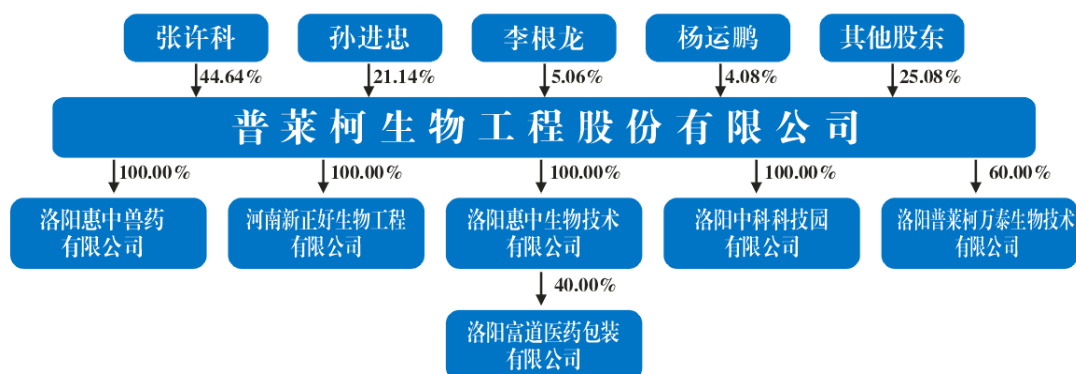 张许科
孙进忠
李根龙
杨运鹏
其他股东
44.64%
21.14%
5.06%
4.08%
25.08%
普莱柯生物工程股份有限公司
100.00%
100.00%
100.00%
100.00%
60.00%
洛阳惠中兽药
有限公司
河南新正好生物工程
有限公司
洛阳惠中生物技术
有限公司
洛阳中科科技园
有限公司
洛阳普莱柯万泰生物技术
有限公司
40.00%
洛阳富道医药包装
有限公司